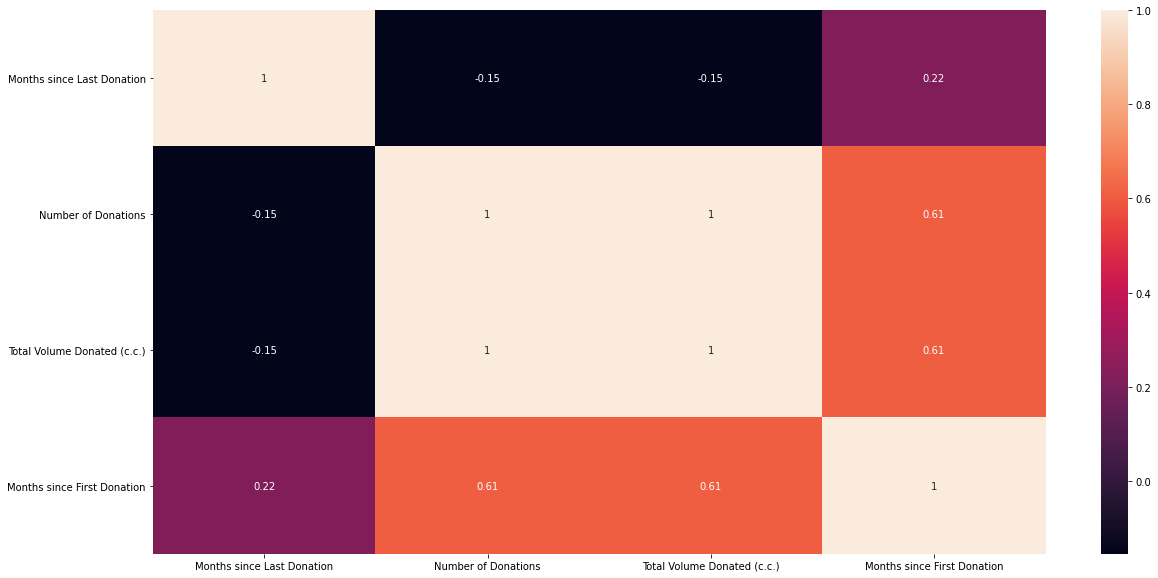 Months since Last Donation 1 -0.15 -0.15 0.22
Number of Donations -0.15 1 1 0.61
Total Volume Donated (c.c.) -0.15 1 1 0.61
Months since First Donation 0.22 0.61 0.61 1
Months since Last Donation Number of Donations Total Volume Donated (c.c.) Months since First Donation
1.0
0.8
0.6
0.4
0.2
0.0